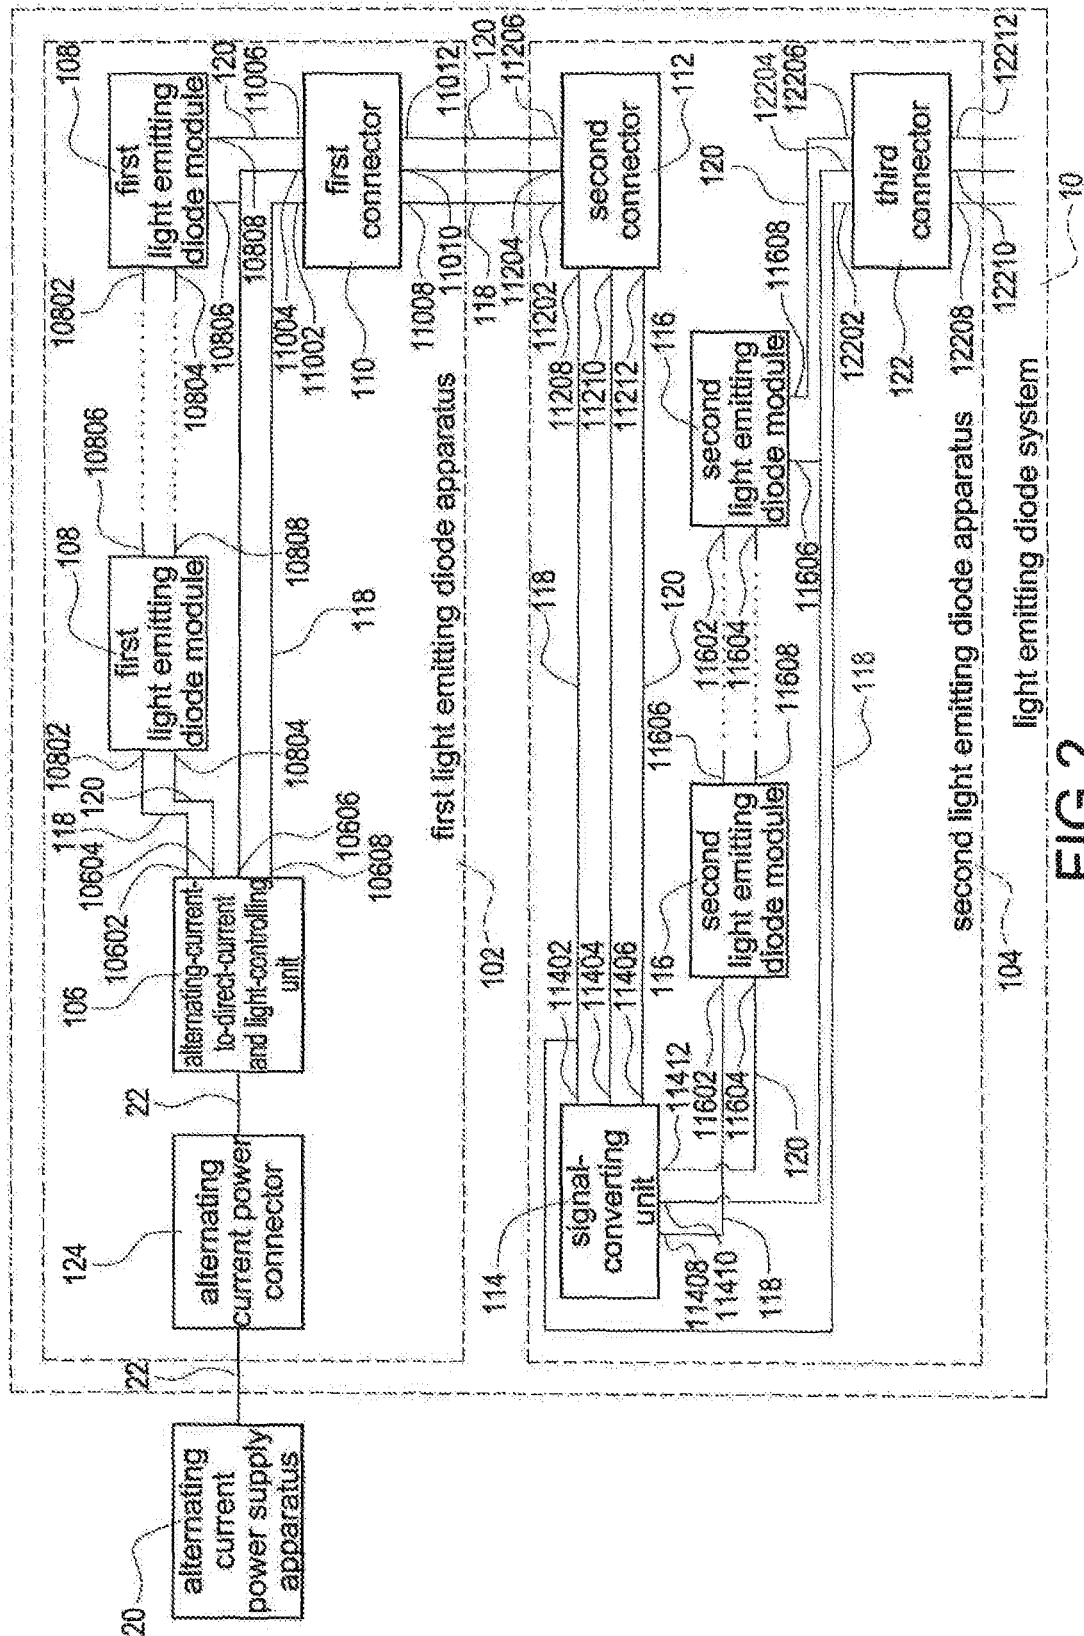 20
alternating
current
power supply
apparatus
22
124
alternating
current power
connector
22
106
alternating-current-
to-direct-current
and light-controlling
unit
10602
10604
118
120
10606
10608
10802
10804
108
first
light emitting
diode module
10806
10808
118
10802
10804
108
first
light emitting
diode module
10806
10808
120
11006
11004
11002
first
connector
110
11012
11010
11008
first light emitting diode apparatus
102
120
118
11206
11204
11202
second
connector
112
11208
11210
11212
118
120
11402
11404
11406
114
signal-
converting
unit
11408
11410
11412
118
120
11602
11604
116
second
light emitting
diode module
11606
11608
11602
11604
116
second
light emitting
diode module
11606
11608
120
118
12204
12206
12202
third
connector
122
12212
12210
12208
second light emitting diode apparatus
104
light emitting diode system
10
FIG.2